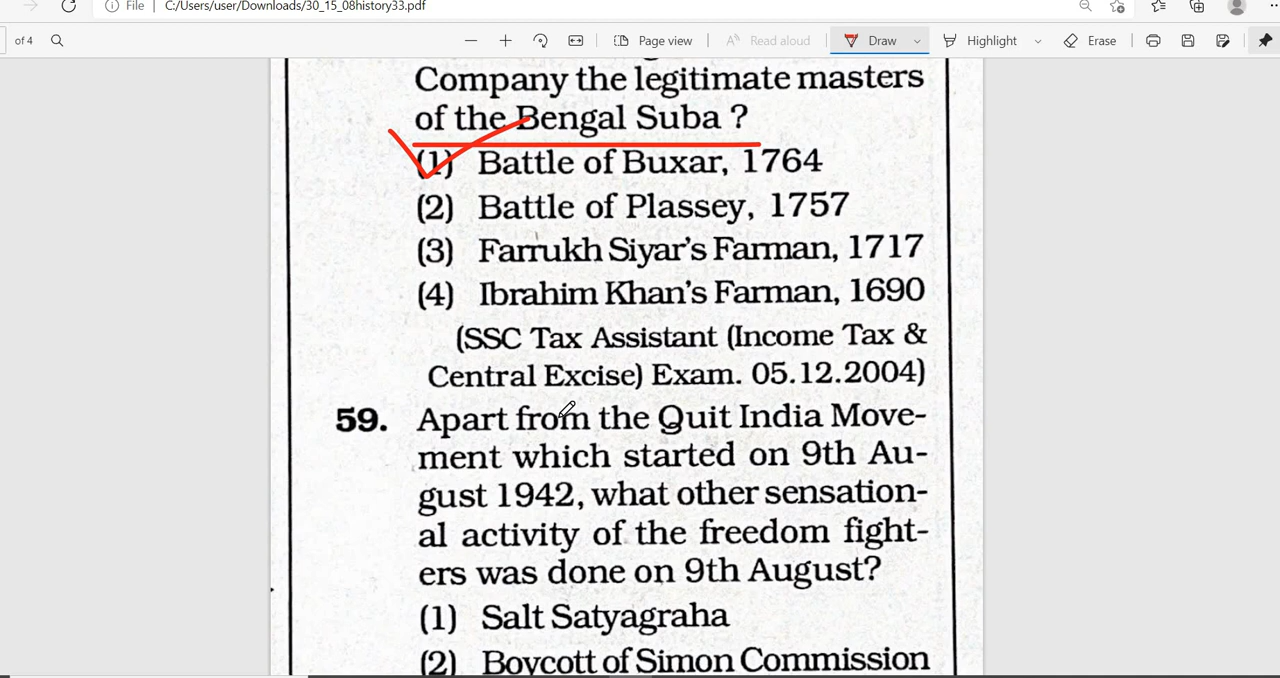 File C:/Users/user/Downloads/30_15_08history33.pdf
of 4 Page view Read aloud Draw Highlight Erase
Company the legitimate masters
of the Bengal Suba ?
(1) Battle of Buxar, 1764
(2) Battle of Plassey, 1757
(3) Farrukh Siyar's Farman, 1717
(4) Ibrahim Khan's Farman, 1690
(SSC Tax Assistant (Income Tax &
Central Excise) Exam. 05.12.2004)
59. Apart from the Quit India Move-
ment which started on 9th Au-
gust 1942, what other sensation-
al activity of the freedom fight-
ers was done on 9th August?
(1) Salt Satyagraha
(2) Boycott of Simon Commission